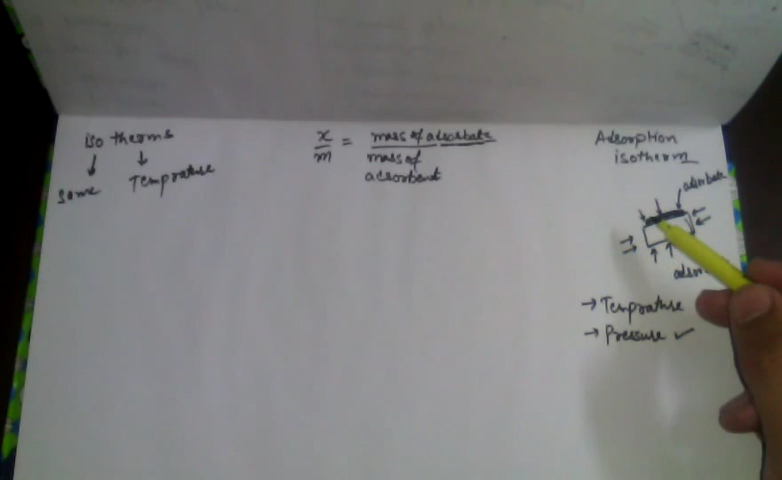 iso therms
same
Temprature
x/m = mass of adsorbate
mass of
adsorbent
Adsorption
isotherm
adsorbate
→ Temprature
→ Pressure ✓